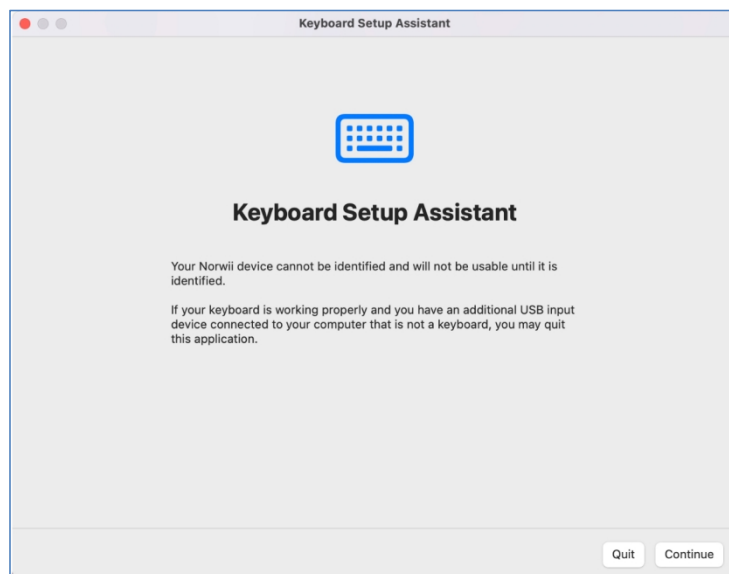 Keyboard Setup Assistant
Keyboard Setup Assistant
Your Norwii device cannot be identified and will not be usable until it is
identified.
If your keyboard is working properly and you have an additional USB input
device connected to your computer that is not a keyboard, you may quit
this application.
Quit Continue